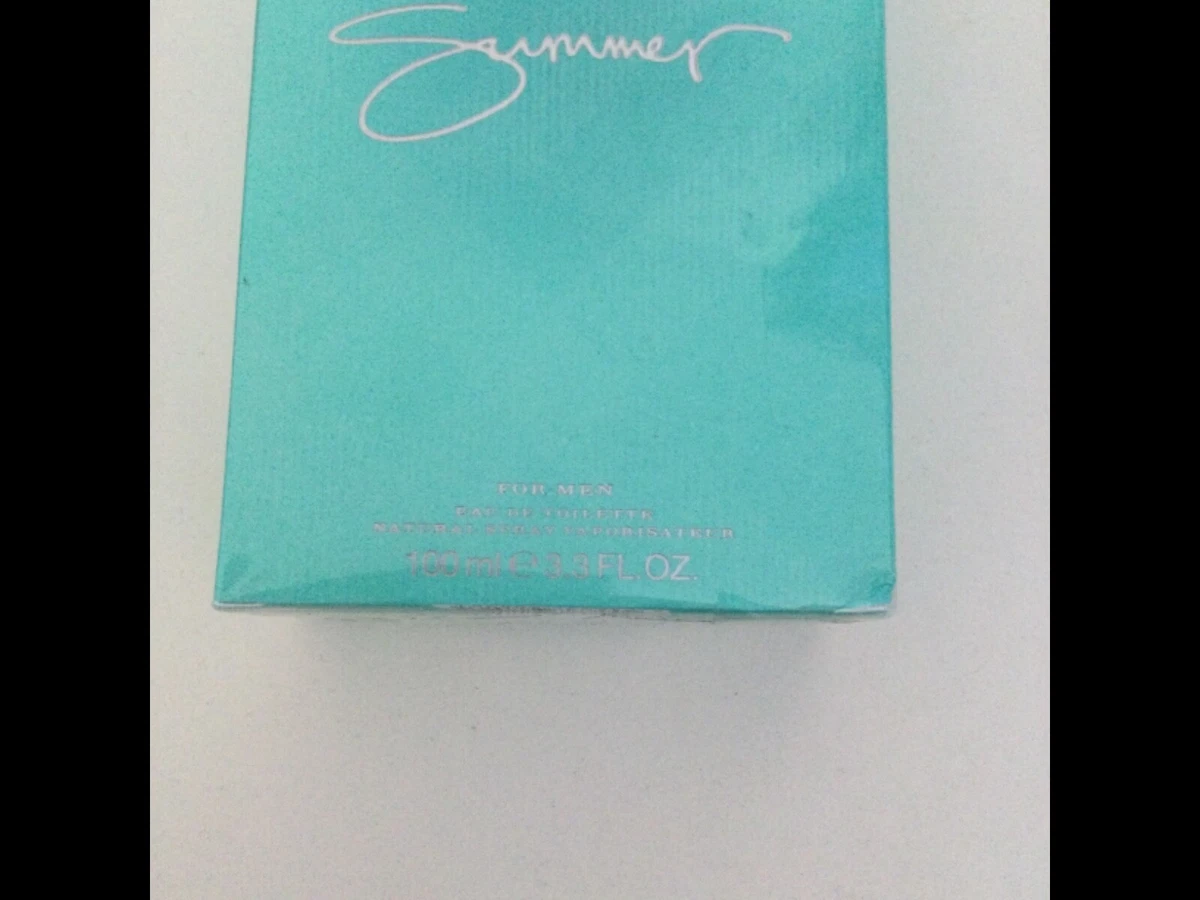 Summer
FOR MEN
EAU DE TOILETTE
NATURAL SPRAY VAPORISATEUR
100 ml ℮ 3.3 FL.OZ.